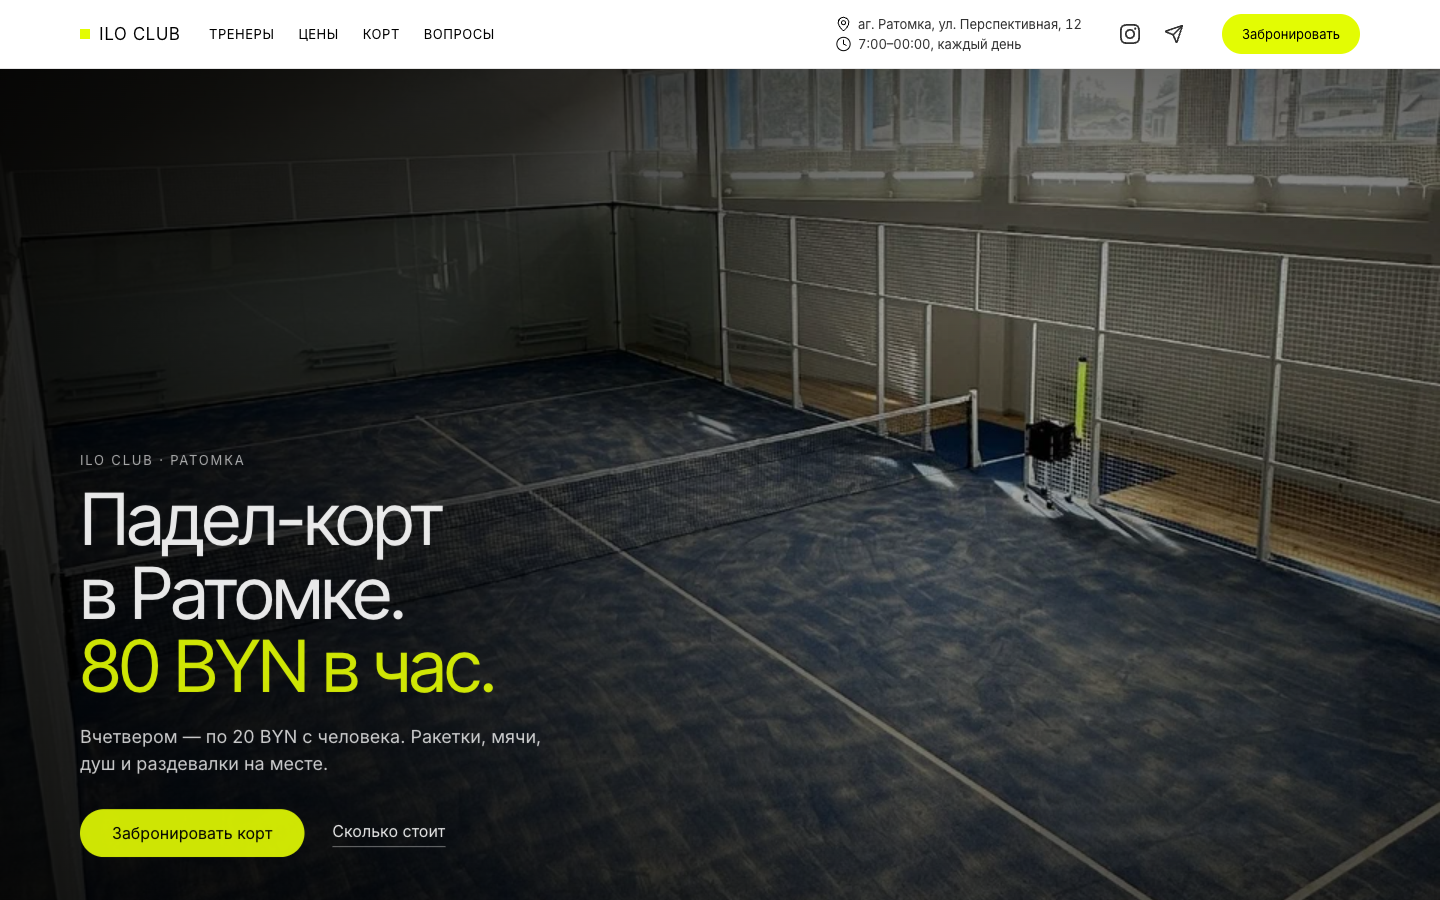 ILO CLUB
ТРЕНЕРЫ
ЦЕНЫ
КОРТ
ВОПРОСЫ
аг. Ратомка, ул. Перспективная, 12
7:00–00:00, каждый день
Забронировать
ILO CLUB · РАТОМКА
Падел-корт
в Ратомке.
80 BYN в час.
Вчетвером — по 20 BYN с человека. Ракетки, мячи,
душ и раздевалки на месте.
Забронировать корт
Сколько стоит